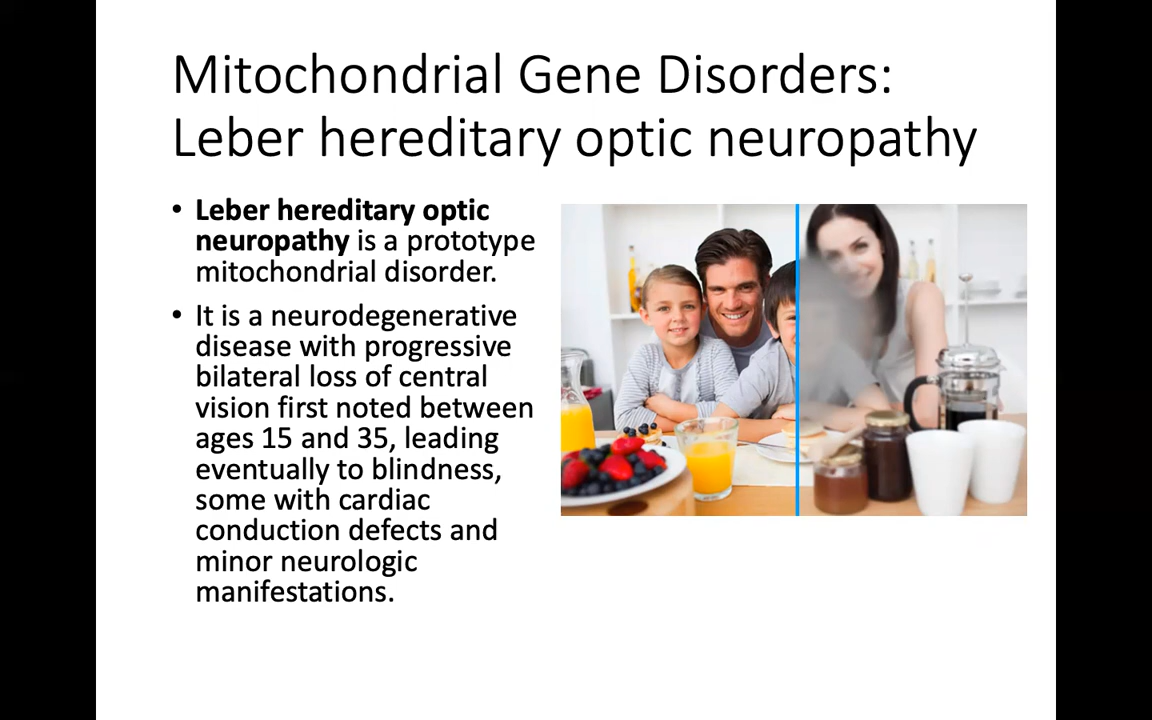 Mitochondrial Gene Disorders:
Leber hereditary optic neuropathy
• Leber hereditary optic
neuropathy is a prototype
mitochondrial disorder.
• It is a neurodegenerative
disease with progressive
bilateral loss of central
vision first noted between
ages 15 and 35, leading
eventually to blindness,
some with cardiac
conduction defects and
minor neurologic
manifestations.